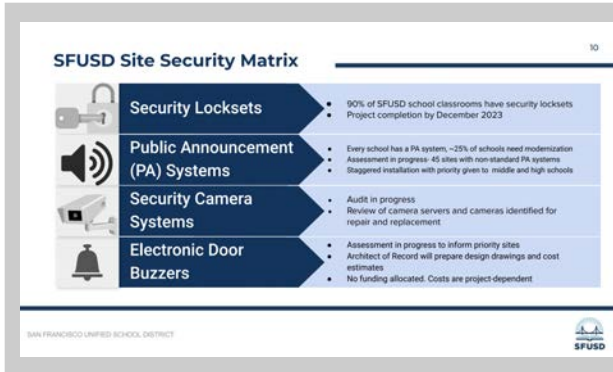 10
SFUSD Site Security Matrix
Security Locksets
● 90% of SFUSD school classrooms have security locksets
● Project completion by December 2023
Public Announcement
(PA) Systems
● Every school has a PA system, ~25% of schools need modernization
● Assessment in progress- 45 sites with non-standard PA systems
● Staggered installation with priority given to middle and high schools
Security Camera
Systems
● Audit in progress
● Review of camera servers and cameras identified for
repair and replacement
Electronic Door
Buzzers
● Assessment in progress to inform priority sites
● Architect of Record will prepare design drawings and cost
estimates
● No funding allocated. Costs are project-dependent
SAN FRANCISCO UNIFIED SCHOOL DISTRICT
SFUSD